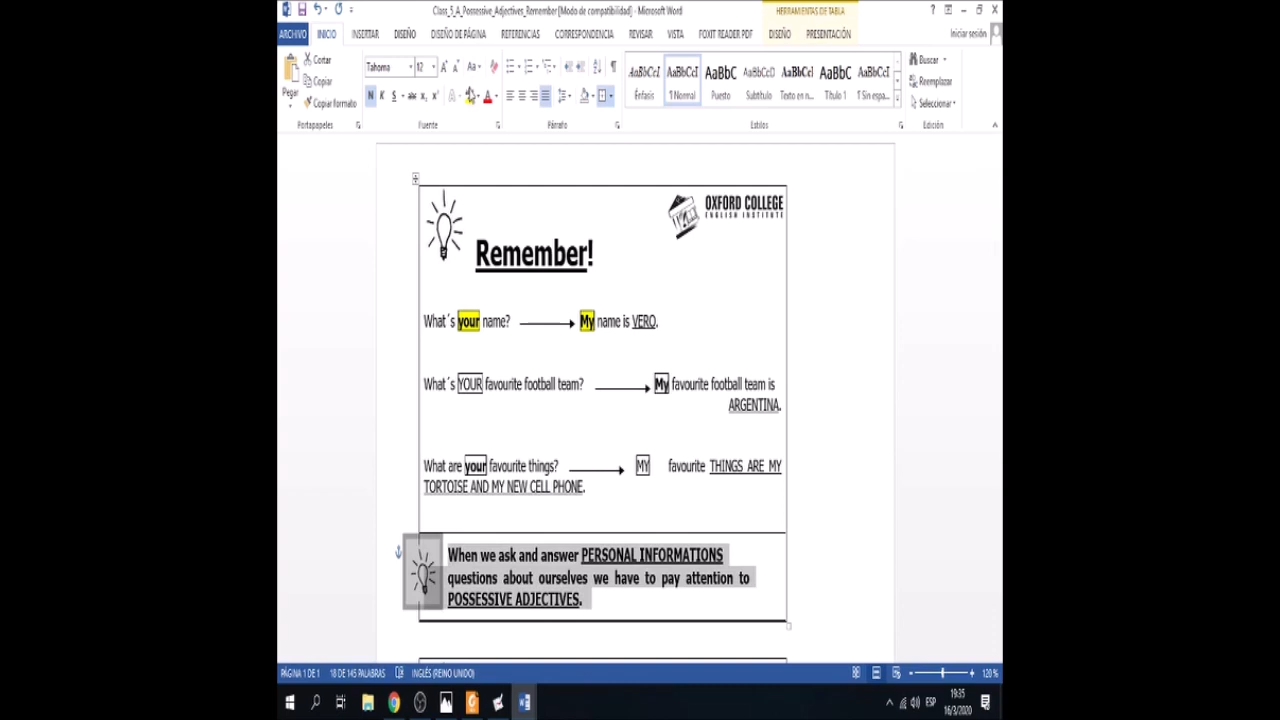 Class_5_A_Possessive_Adjectives_Remember [Modo de compatibilidad] - Microsoft Word
HERRAMIENTAS DE TABLA
ARCHIVO INICIO INSERTAR DISEÑO DISEÑO DE PÁGINA REFERENCIAS CORRESPONDENCIA REVISAR VISTA FOXIT READER PDF DISEÑO PRESENTACIÓN Iniciar sesión
Pegar
Cortar
Copiar
Copiar formato
Portapapeles
Tahoma 12
Fuente
Párrafo
AaBbCcI AaBbCcI AaBbC AaBbCcD AaBbCcI AaBbC AaBbCcI
Énfasis ¶ Normal Puesto Subtítulo Texto en n... Título 1 ¶ Sin espa...
Estilos
Buscar
Reemplazar
Seleccionar
Edición
OXFORD COLLEGE
ENGLISH INSTITUTE
Remember!
What´s your name? My name is VERO.
What´s YOUR favourite football team? My favourite football team is
ARGENTINA.
What are your favourite things? MY favourite THINGS ARE MY
TORTOISE AND MY NEW CELL PHONE.
When we ask and answer PERSONAL INFORMATIONS
questions about ourselves we have to pay attention to
POSSESSIVE ADJECTIVES.
PÁGINA 1 DE 1 18 DE 145 PALABRAS INGLÉS (REINO UNIDO) 120 %
ESP
19:35
16/3/2020